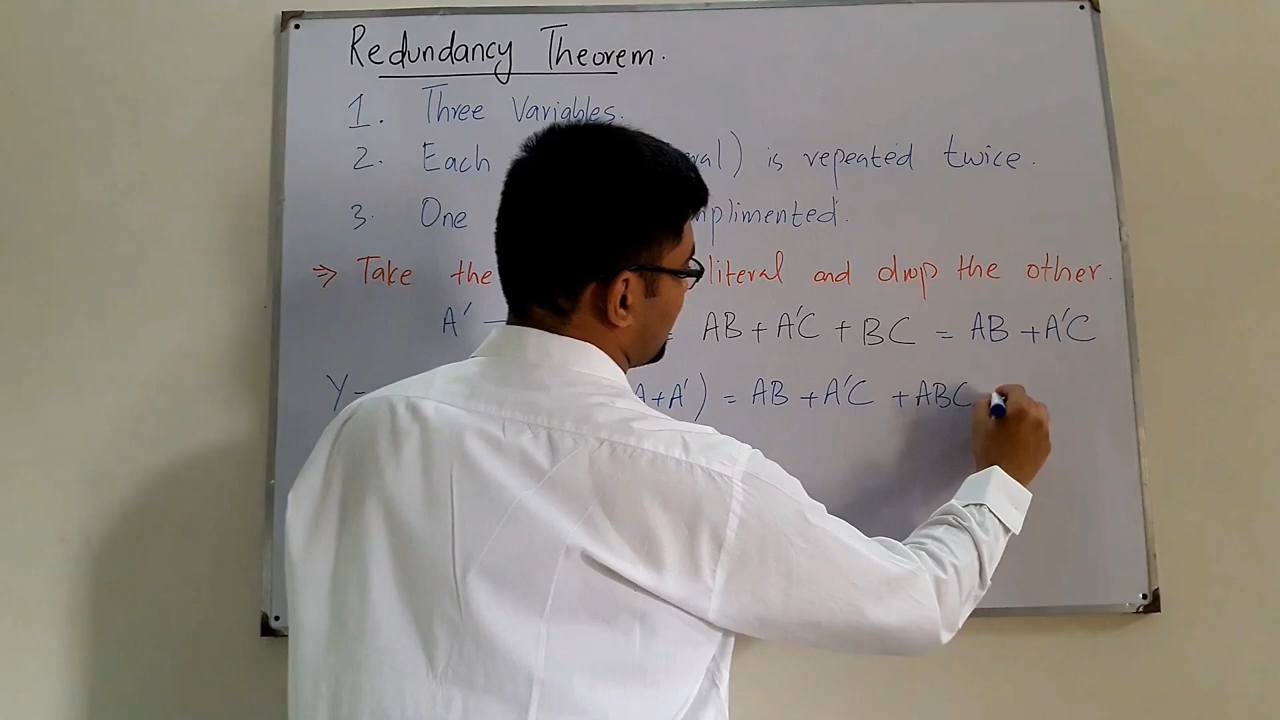 Redundancy Theorem.
1. Three Variables.
2. Each al) is repeated twice.
3. One plimented.
⇒ Take the literal and drop the other.
A' AB + A'C + BC = AB + A'C
Y A+A') = AB + A'C + ABC